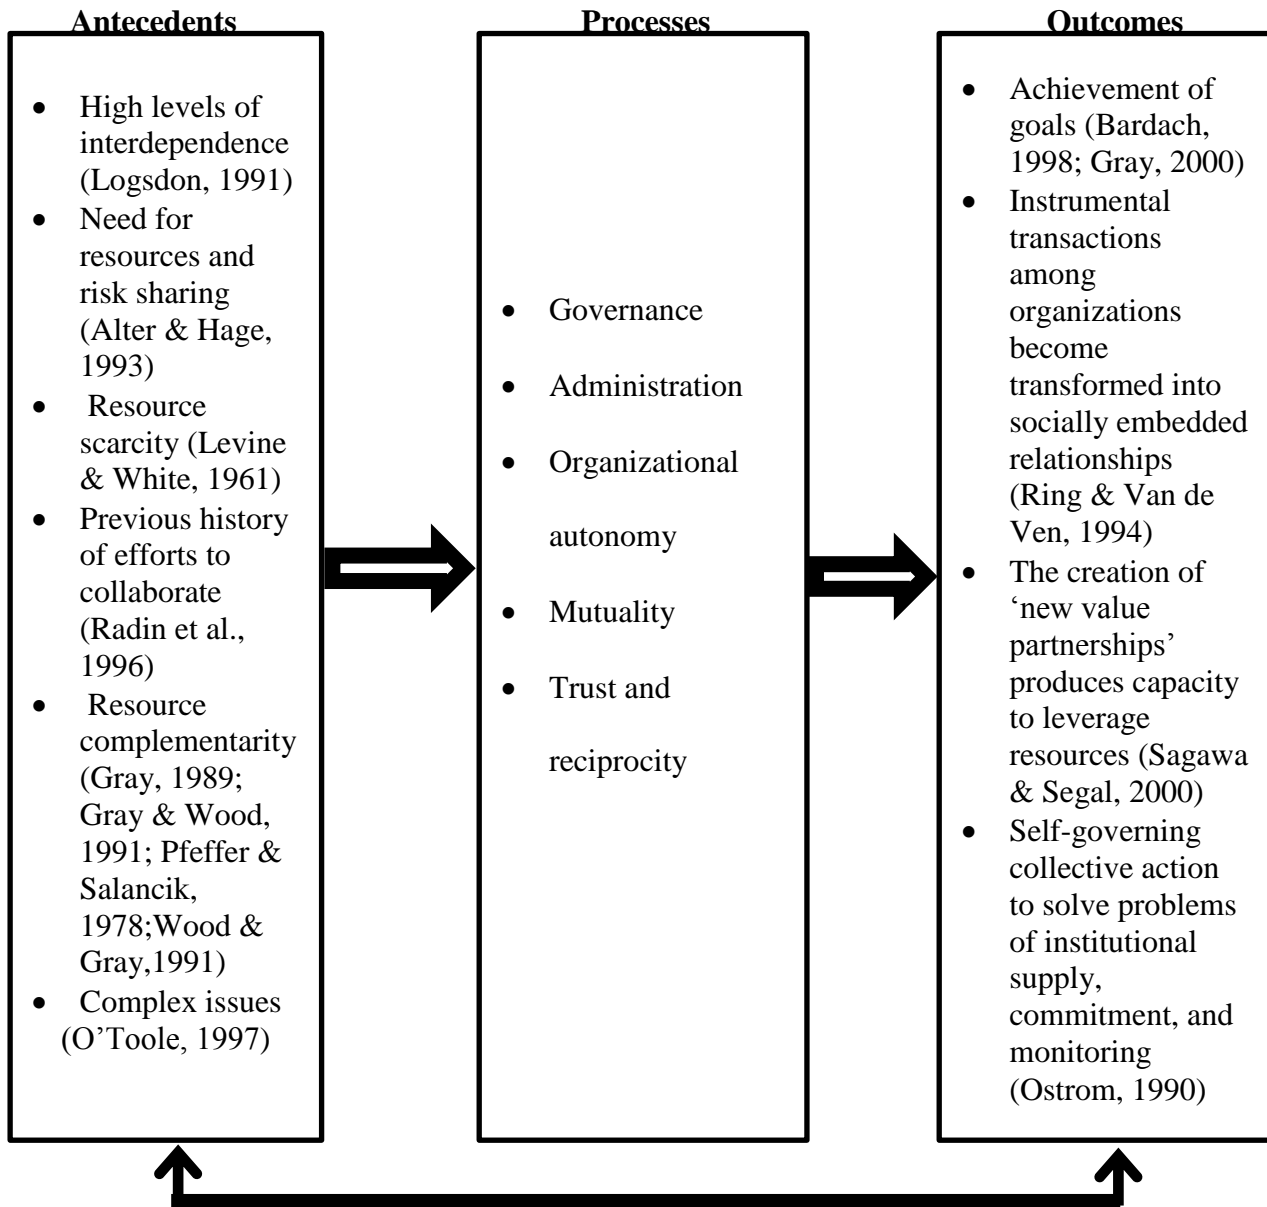 Antecedents
High levels of
interdependence
(Logsdon, 1991)
Need for
resources and
risk sharing
(Alter & Hage,
1993)
Resource
scarcity (Levine
& White, 1961)
Previous history
of efforts to
collaborate
(Radin et al.,
1996)
Resource
complementarity
(Gray, 1989;
Gray & Wood,
1991; Pfeffer &
Salancik,
1978;Wood &
Gray,1991)
Complex issues
(O’Toole, 1997)
Processes
Governance
Administration
Organizational
autonomy
Mutuality
Trust and
reciprocity
Outcomes
Achievement of
goals (Bardach,
1998; Gray, 2000)
Instrumental
transactions
among
organizations
become
transformed into
socially embedded
relationships
(Ring & Van de
Ven, 1994)
The creation of
‘new value
partnerships’
produces capacity
to leverage
resources (Sagawa
& Segal, 2000)
Self-governing
collective action
to solve problems
of institutional
supply,
commitment, and
monitoring
(Ostrom, 1990)